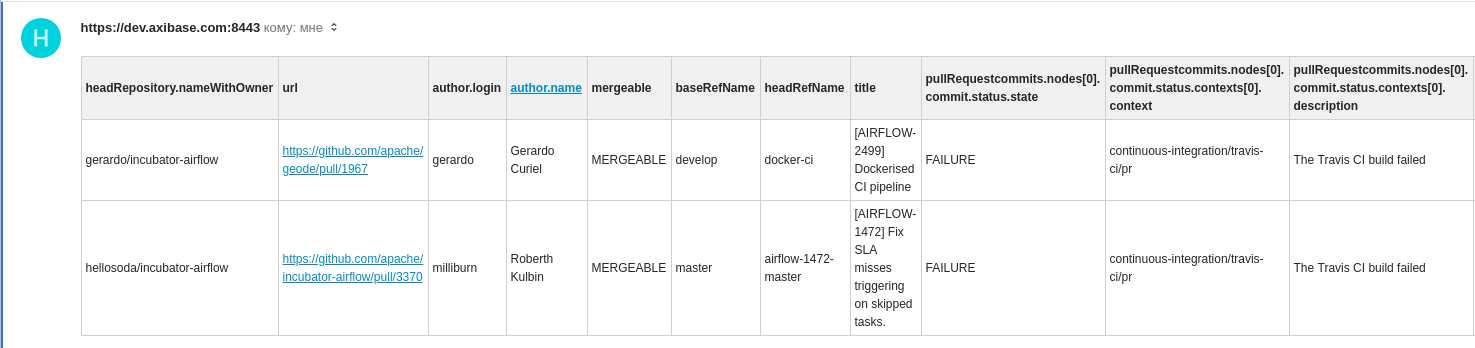 H
https://dev.axibase.com:8443 кому: мне
headRepository.nameWithOwner url author.login author.name mergeable baseRefName headRefName title pullRequestcommits.nodes[0].
commit.status.state pullRequestcommits.nodes[0].
commit.status.contexts[0].
context pullRequestcommits.nodes[0].
commit.status.contexts[0].
description
gerardo/incubator-airflow https://github.com/apache/
geode/pull/1967 gerardo Gerardo
Curiel MERGEABLE develop docker-ci [AIRFLOW-
2499]
Dockerised
CI pipeline FAILURE continuous-integration/travis-
ci/pr The Travis CI build failed
hellosoda/incubator-airflow https://github.com/apache/
incubator-airflow/pull/3370 milliburn Roberth
Kulbin MERGEABLE master airflow-1472-
master [AIRFLOW-
1472] Fix
SLA
misses
triggering
on skipped
tasks. FAILURE continuous-integration/travis-
ci/pr The Travis CI build failed